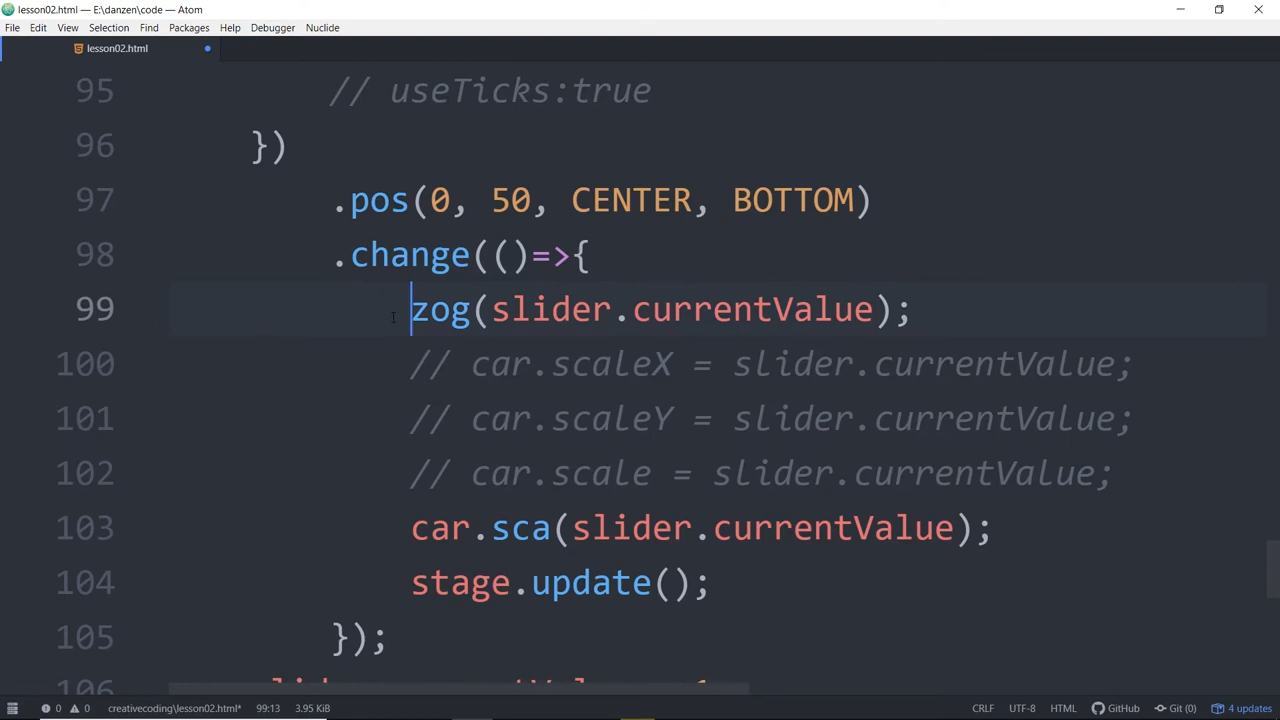 lesson02.html — E:\danzen\code — Atom
File Edit View Selection Find Packages Help Debugger Nuclide
lesson02.html
95 // useTicks:true
96 })
97 .pos(0, 50, CENTER, BOTTOM)
98 .change(()=>{
99 zog(slider.currentValue);
100 // car.scaleX = slider.currentValue;
101 // car.scaleY = slider.currentValue;
102 // car.scale = slider.currentValue;
103 car.sca(slider.currentValue);
104 stage.update();
105 });
106
0 0 creativecoding\lesson02.html* 99:13 3.95 KiB CRLF UTF-8 HTML GitHub Git (0) 4 updates